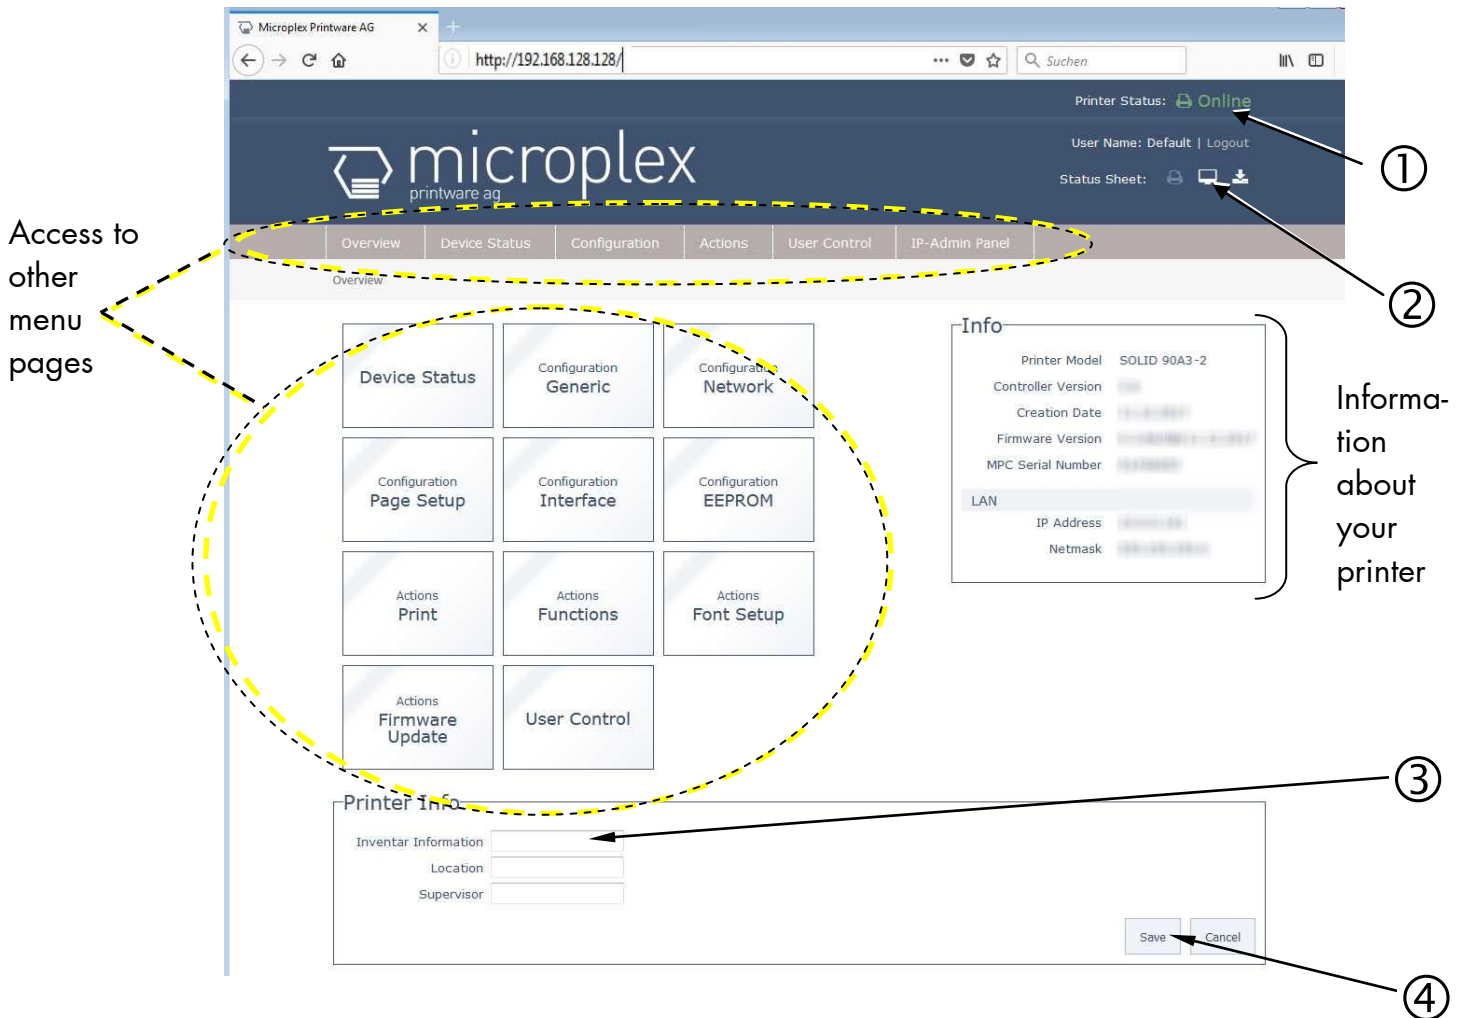 Microplex Printware AG
http://192.168.128.128/
Suchen
Printer Status: Online
①
User Name: Default | Logout
microplex
printware ag
Status Sheet:
Access to
other
menu
pages
Overview Device Status Configuration Actions User Control IP-Admin Panel
Overview
②
Device Status
Configuration
Generic
Configuration
Network
Configuration
Page Setup
Configuration
Interface
Configuration
EEPROM
Actions
Print
Actions
Functions
Actions
Font Setup
Actions
Firmware
Update
User Control
Info
Printer Model SOLID 90A3-2
Controller Version
Creation Date
Firmware Version
MPC Serial Number
LAN
IP Address
Netmask
Informa-
tion
about
your
printer
③
Printer Info
Inventar Information
Location
Supervisor
Save Cancel
④